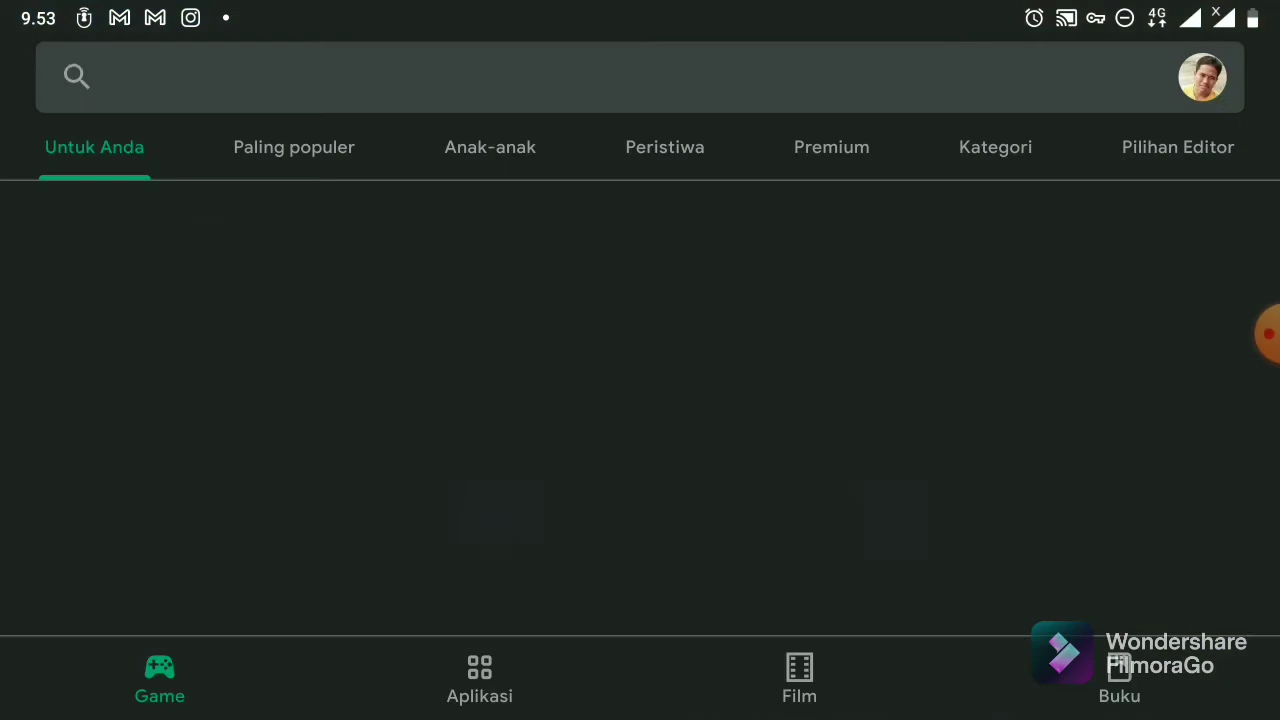 9.53
4G
X
Untuk Anda
Paling populer
Anak-anak
Peristiwa
Premium
Kategori
Pilihan Editor
Wondershare
FilmoraGo
Game
Aplikasi
Film
Buku